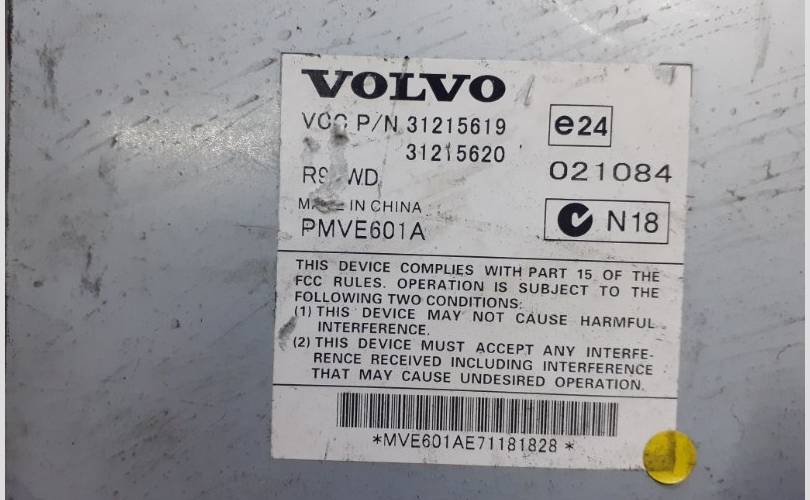 VOLVO
P/N 31215619
31215620
e24
021084
IN CHINA
PMVE601A
N18
THIS DEVICE COMPLIES WITH PART 15 OF THE
FCC RULES. OPERATION IS SUBJECT TO THE
FOLLOWING TWO CONDITIONS:
(1) THIS DEVICE MAY NOT CAUSE HARMFUL
INTERFERENCE.
(2) THIS DEVICE MUST ACCEPT ANY INTERFE-
RENCE RECEIVED INCLUDING INTERFERENCE
THAT MAY CAUSE UNDESIRED OPERATION.
*MVE601AE71181828*